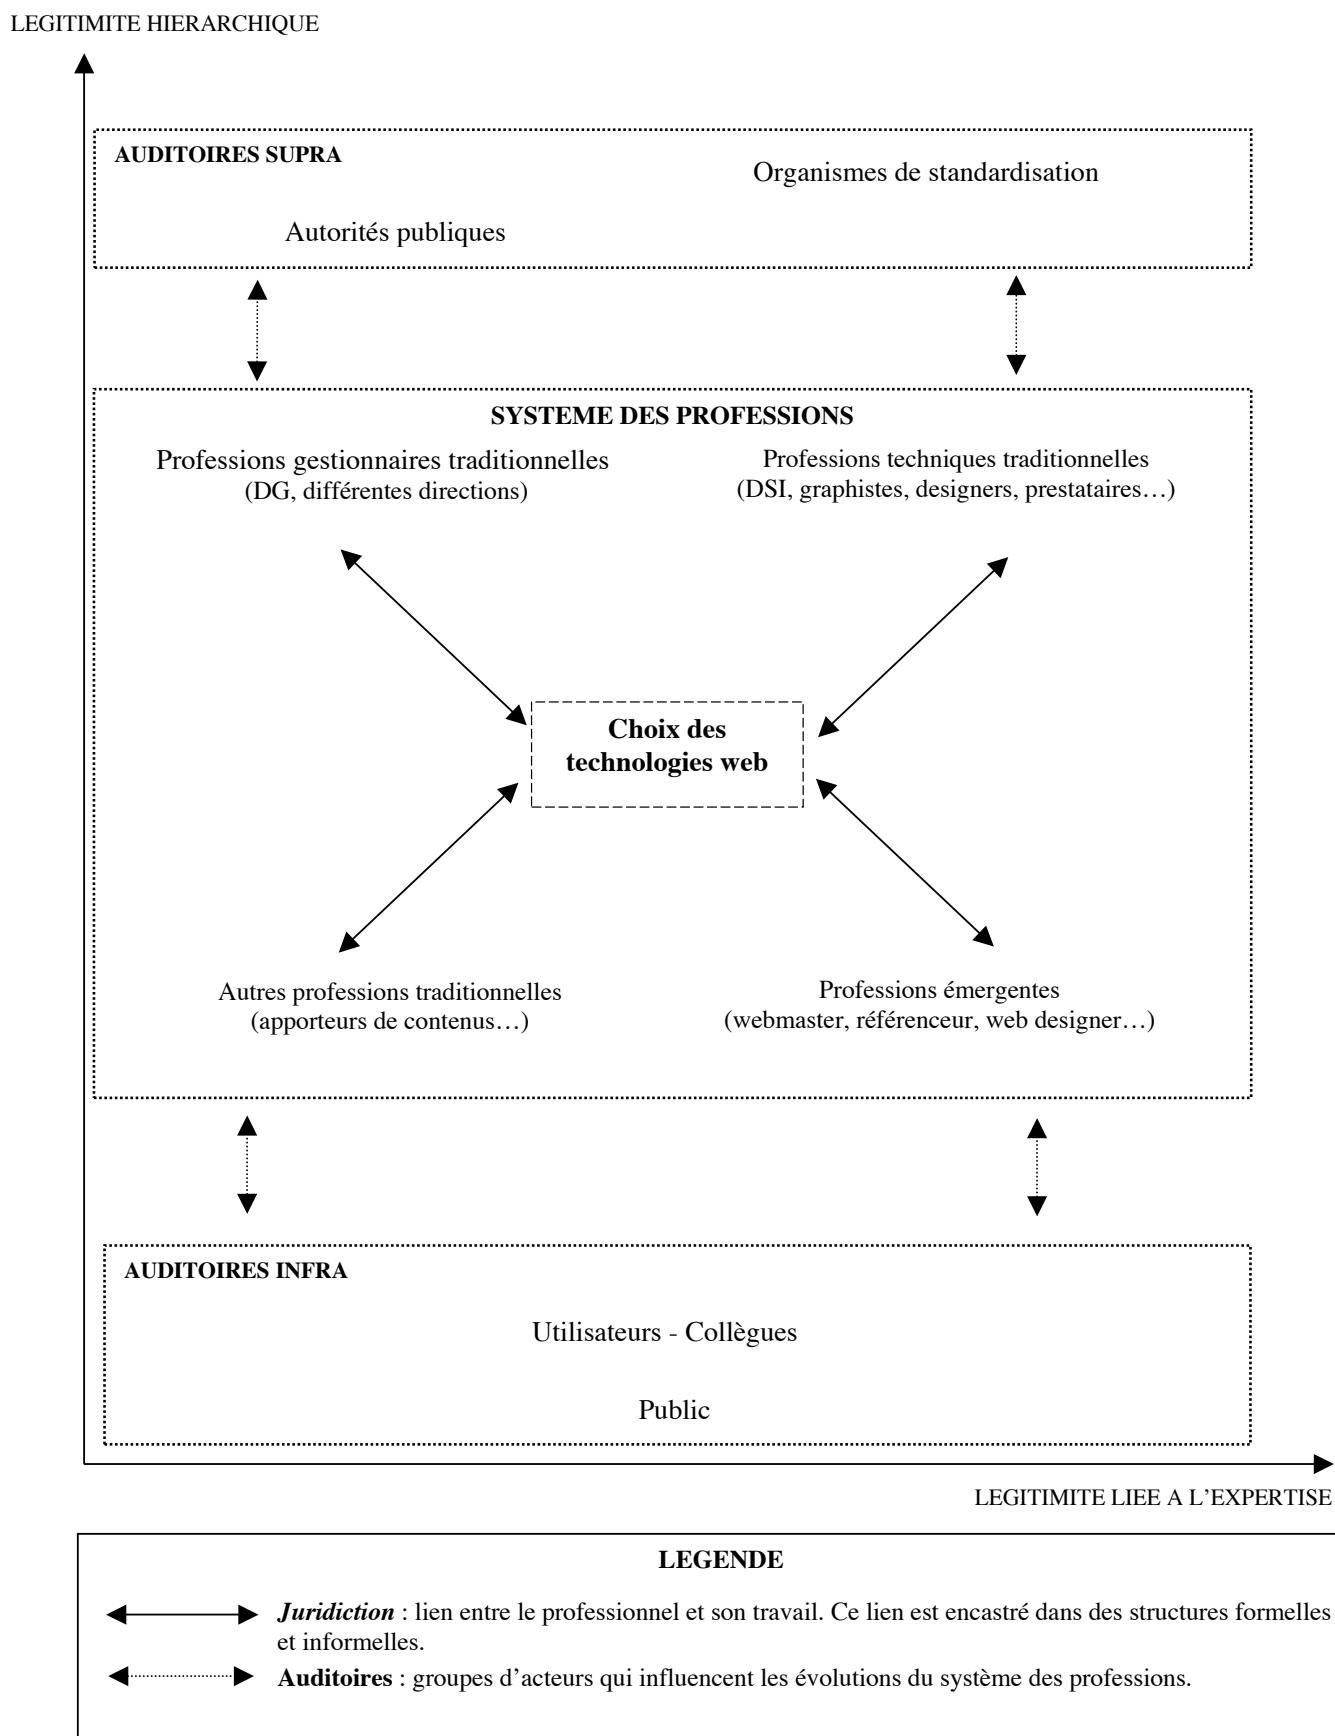 LEGITIMITE HIERARCHIQUE
AUDITOIRES SUPRA
Organismes de standardisation
Autorités publiques
SYSTEME DES PROFESSIONS
Professions gestionnaires traditionnelles
(DG, différentes directions)
Professions techniques traditionnelles
(DSI, graphistes, designers, prestataires…)
Choix des
technologies web
Autres professions traditionnelles
(apporteurs de contenus…)
Professions émergentes
(webmaster, référenceur, web designer…)
AUDITOIRES INFRA
Utilisateurs - Collègues
Public
LEGITIMITE LIEE A L’EXPERTISE
LEGENDE
Juridiction : lien entre le professionnel et son travail. Ce lien est encastré dans des structures formelles
et informelles.
Auditoires : groupes d’acteurs qui influencent les évolutions du système des professions.